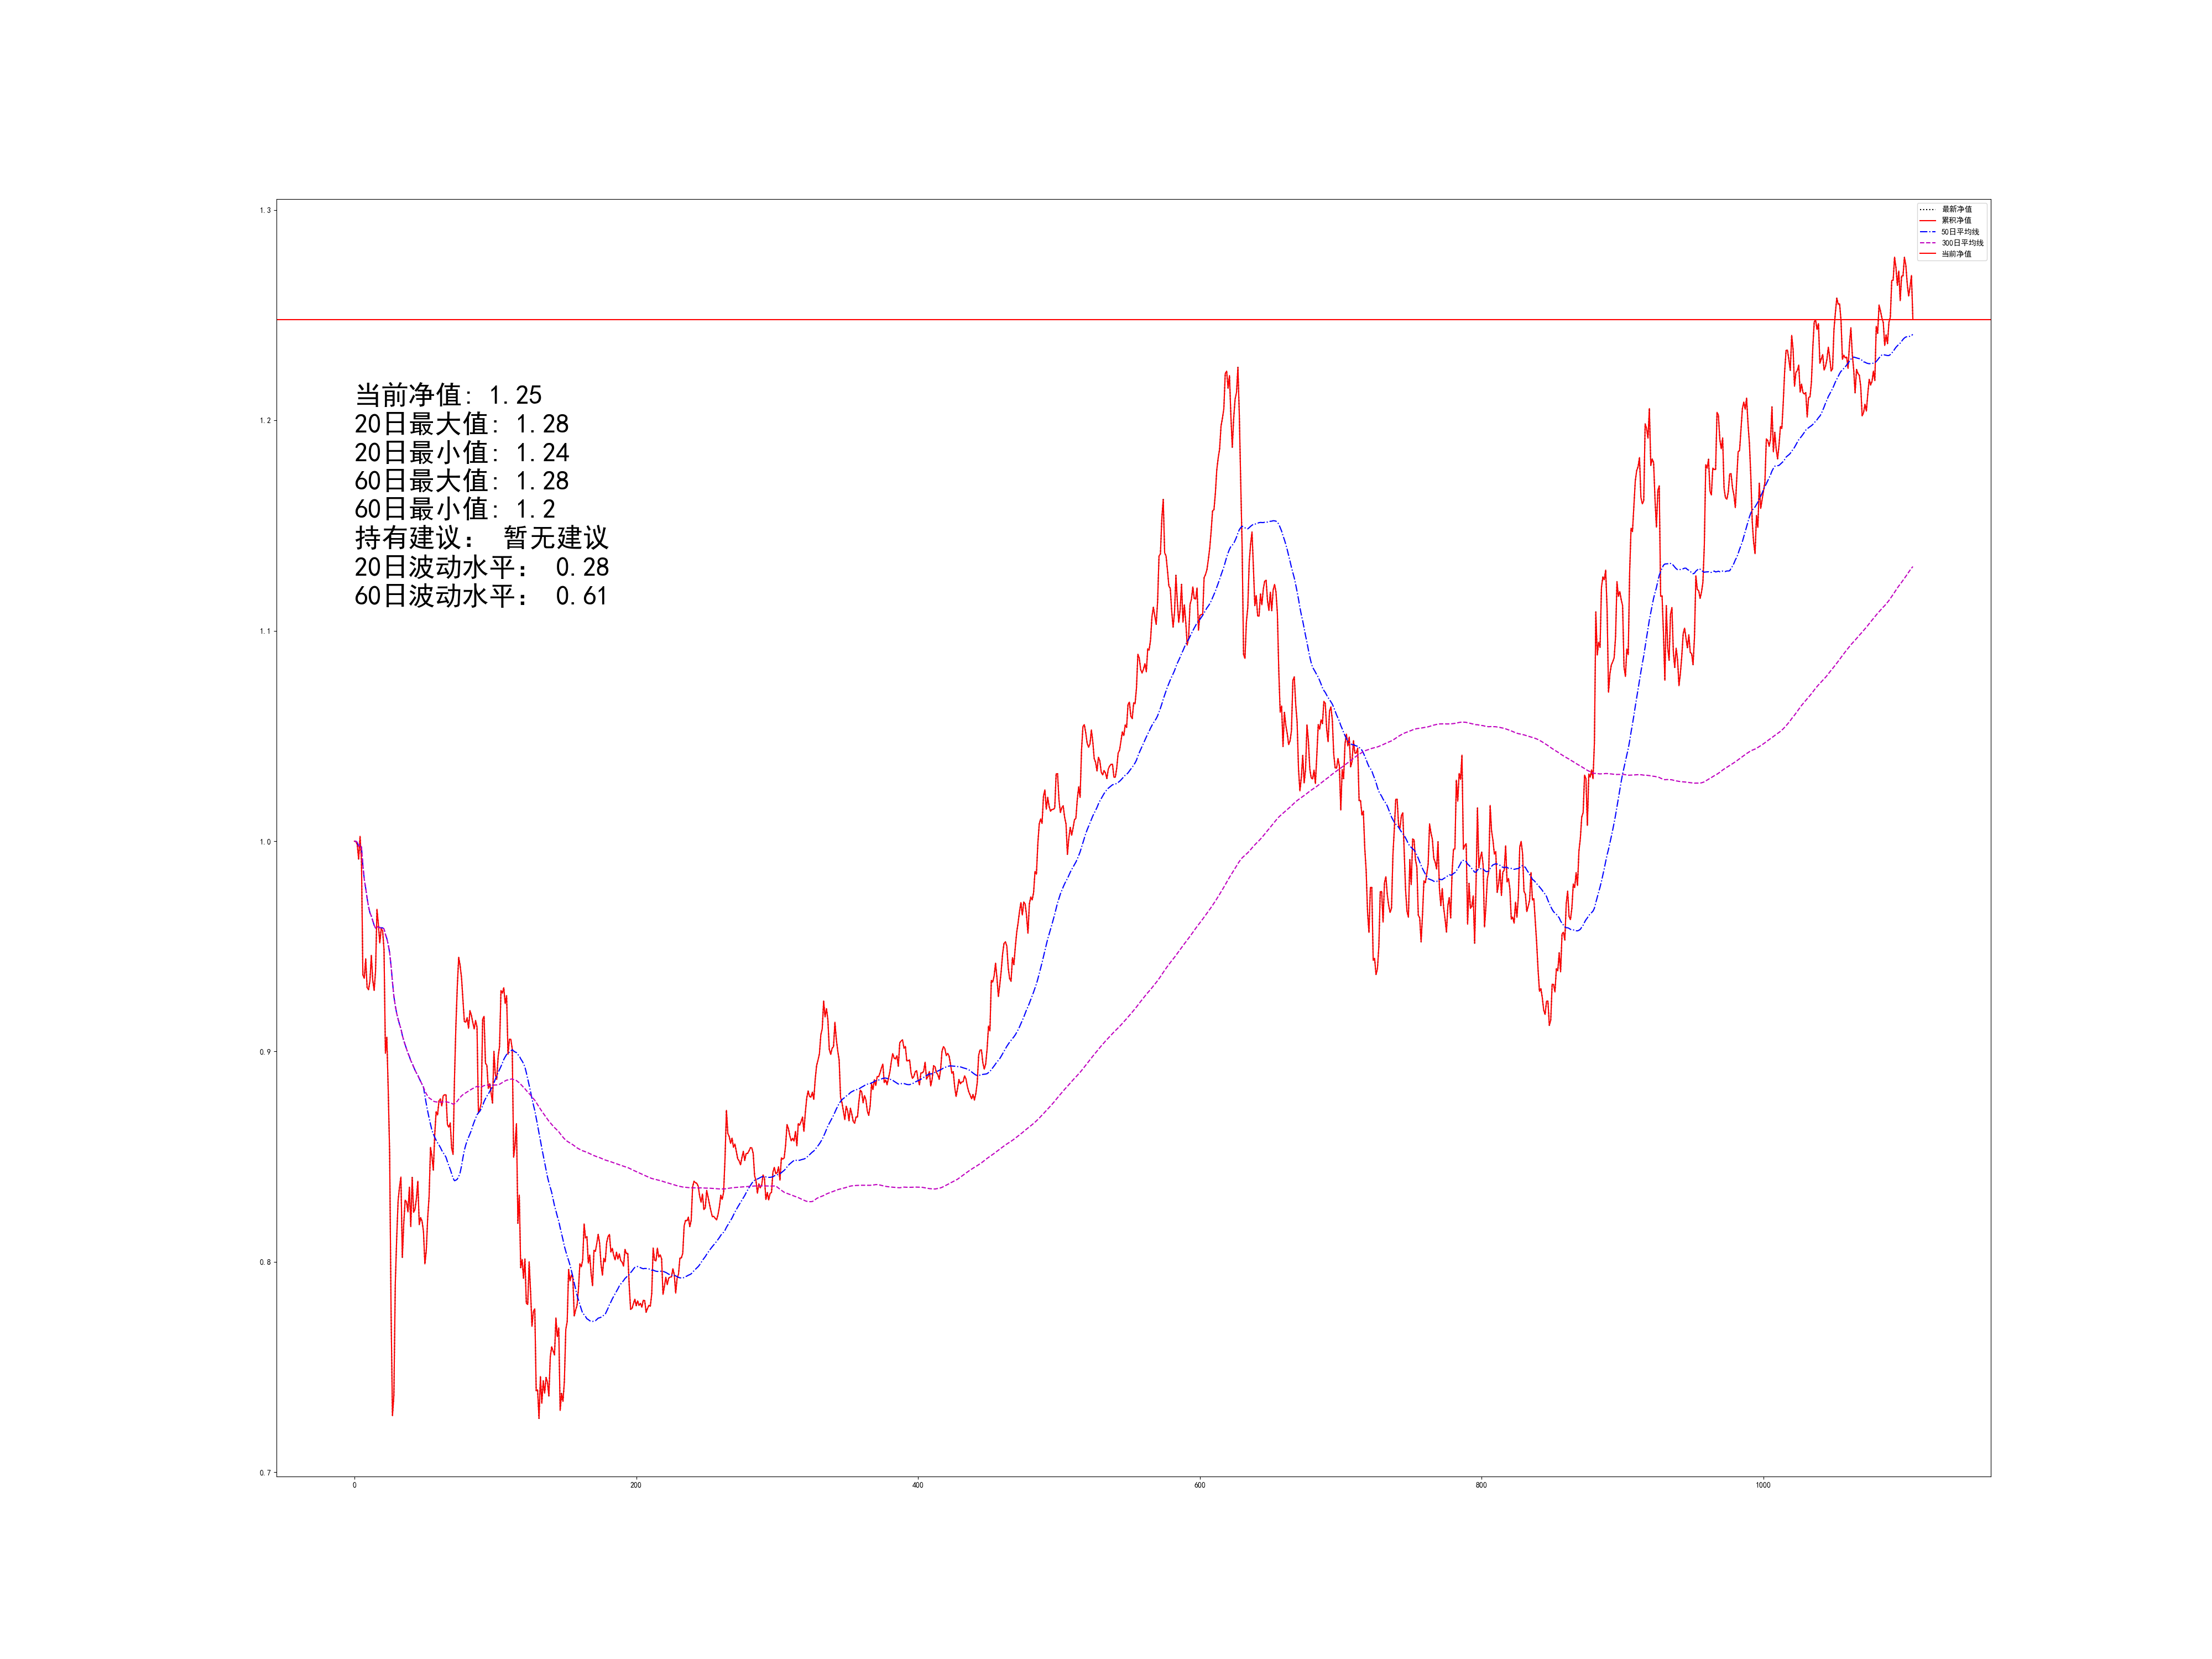 1.3
1.2
1.1
1.0
0.9
0.8
0.7
0
200
400
600
800
1000
最新净值
累积净值
50日平均线
300日平均线
当前净值
当前净值: 1.25
20日最大值: 1.28
20日最小值: 1.24
60日最大值: 1.28
60日最小值: 1.2
持有建议： 暂无建议
20日波动水平： 0.28
60日波动水平： 0.61